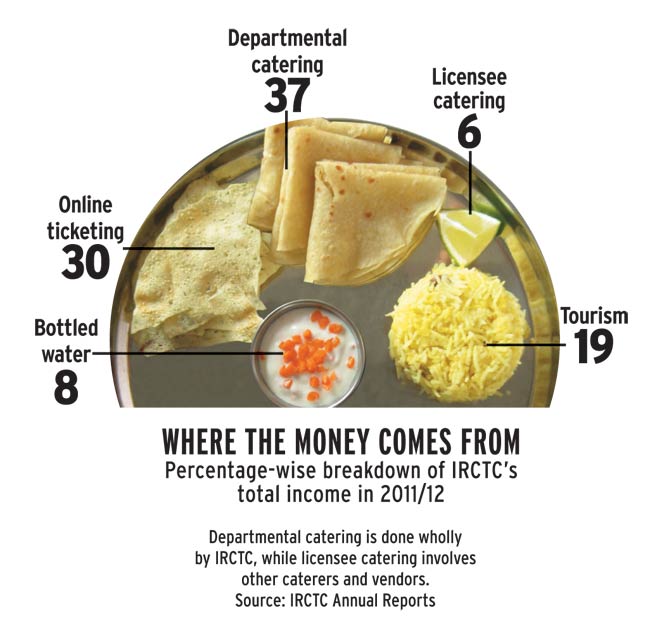 Departmental
catering
37
Licensee
catering
6
Online
ticketing
30
Bottled
water
8
Tourism
19
WHERE THE MONEY COMES FROM
Percentage-wise breakdown of IRCTC's
total income in 2011/12
Departmental catering is done wholly
by IRCTC, while licensee catering involves
other caterers and vendors.
Source: IRCTC Annual Reports